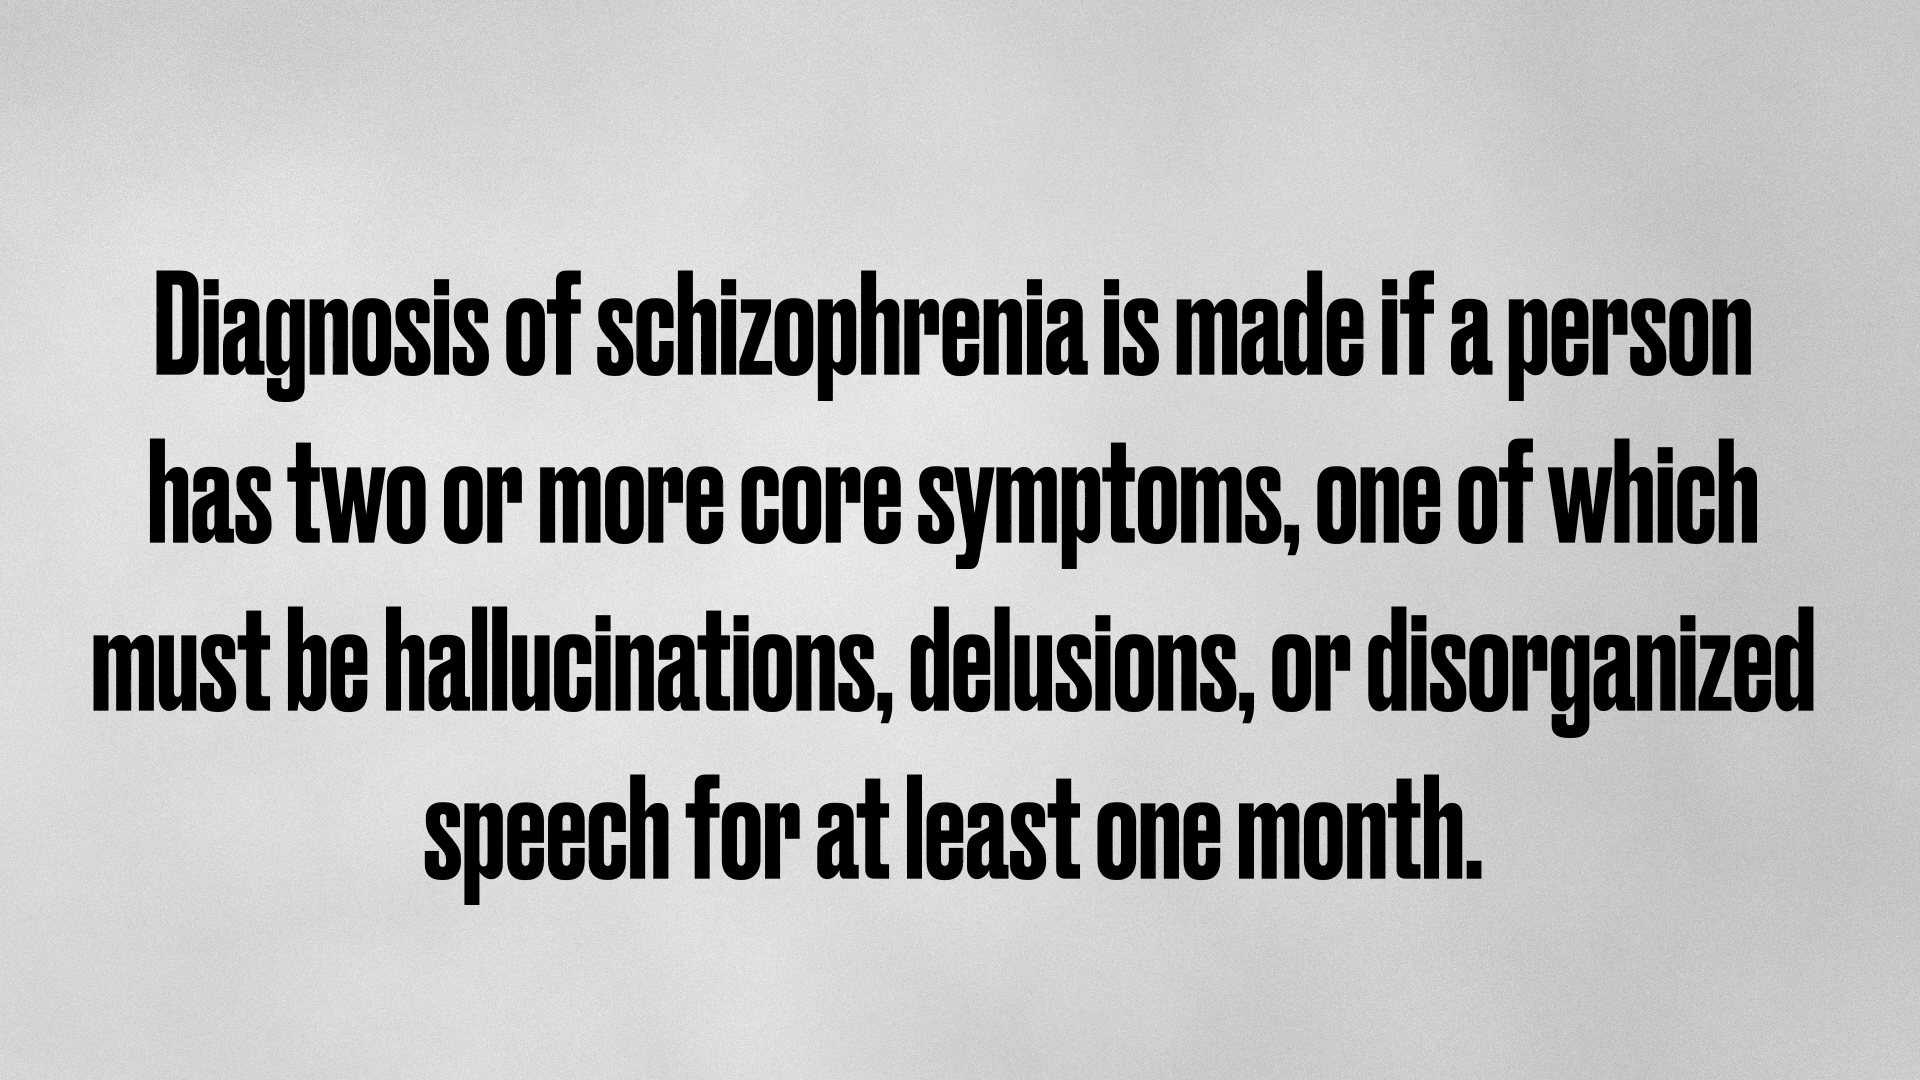 Diagnosis of schizophrenia is made if a person
has two or more core symptoms, one of which
must be hallucinations, delusions, or disorganized
speech for at least one month.